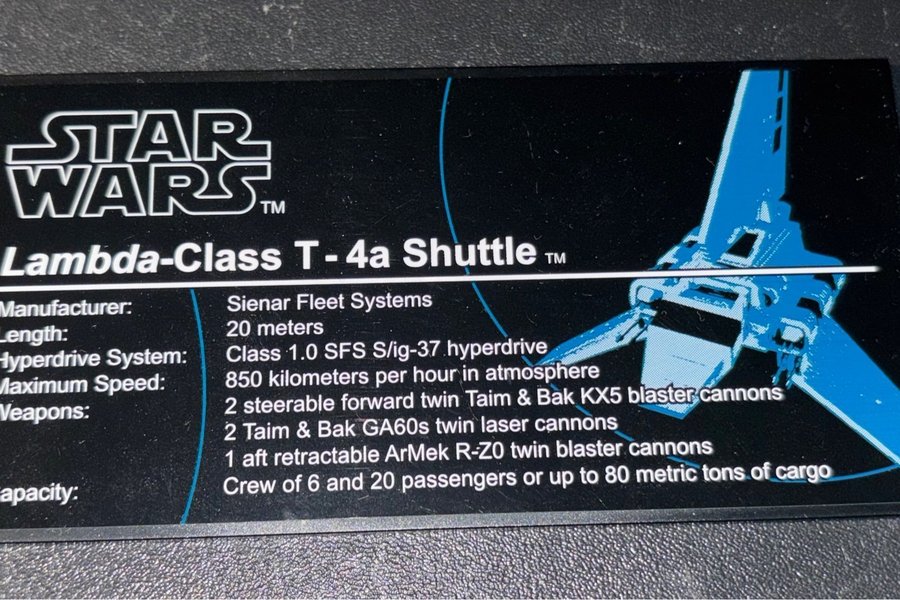 STAR
WARS TM
Lambda-Class T-4a Shuttle TM
Manufacturer: Sienar Fleet Systems
Length: 20 meters
Hyperdrive System: Class 1.0 SFS S/ig-37 hyperdrive
Maximum Speed: 850 kilometers per hour in atmosphere
Weapons: 2 steerable forward twin Taim & Bak KX5 blaster cannons
2 Taim & Bak GA60s twin laser cannons
1 aft retractable ArMek R-Z0 twin blaster cannons
apacity: Crew of 6 and 20 passengers or up to 80 metric tons of cargo